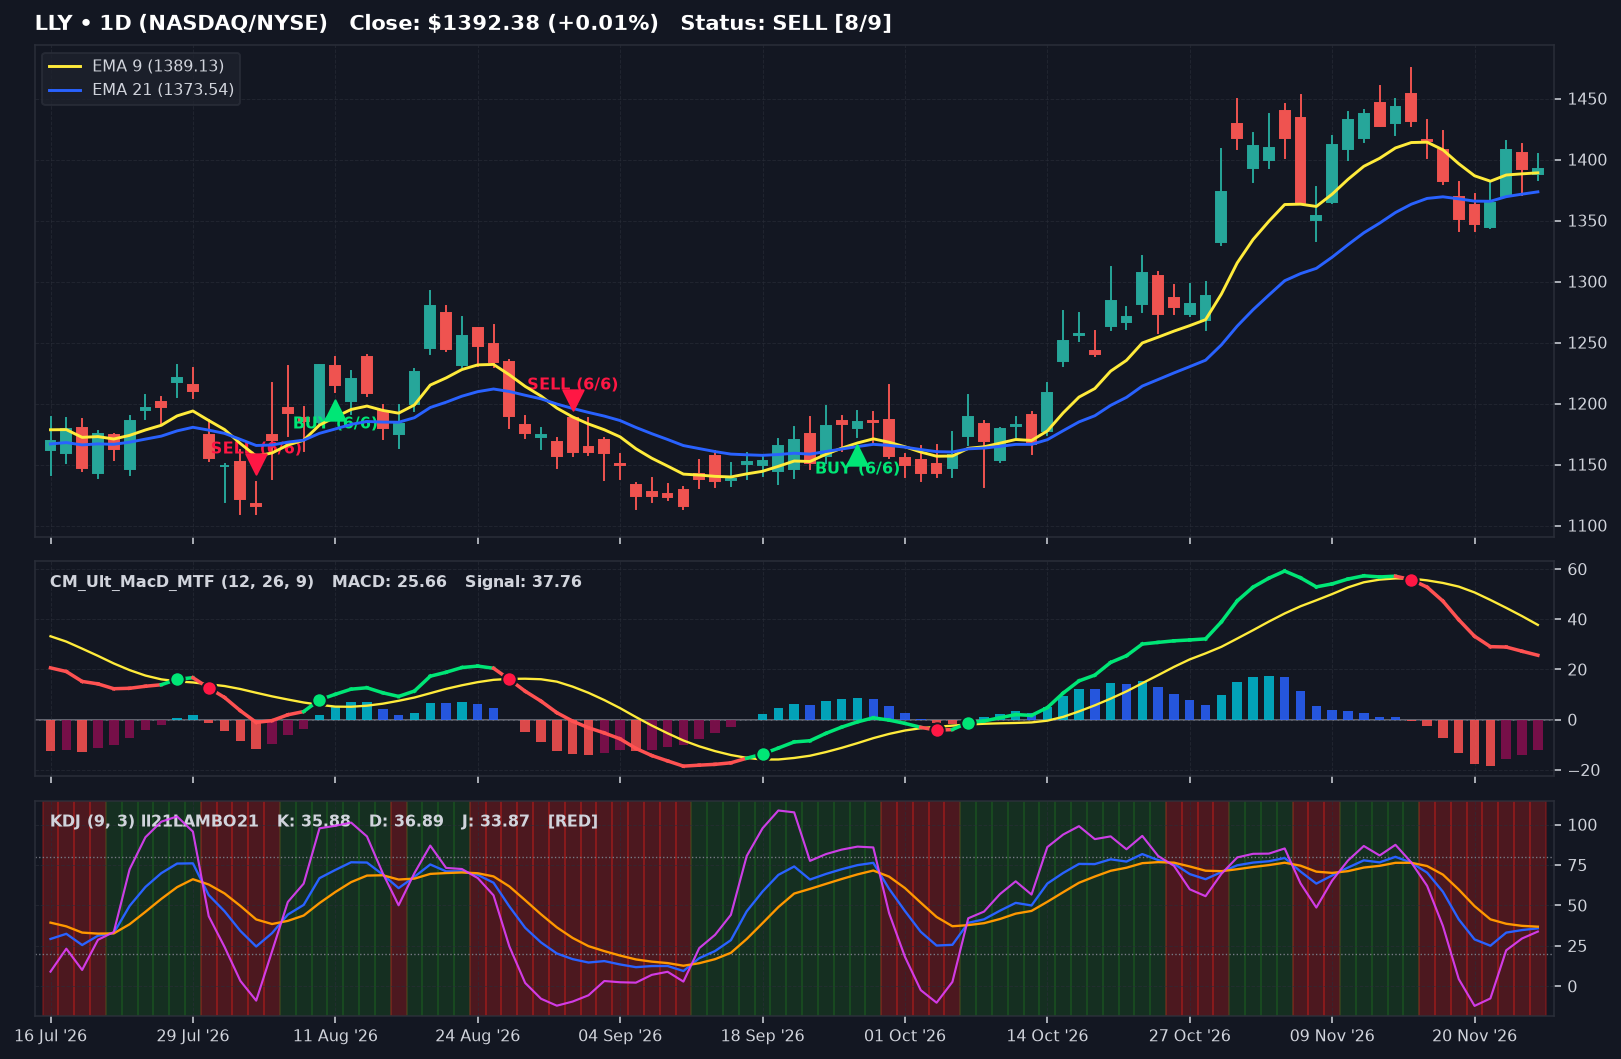 LLY • 1D (NASDAQ/NYSE)   Close: $1392.38 (+0.01%)   Status: SELL [8/9]
EMA 9 (1389.13)
EMA 21 (1373.54)
1450
1400
1350
1300
1250
1200
1150
1100
SELL (6/6)
BUY (6/6)
SELL (6/6)
BUY (6/6)
CM_Ult_MacD_MTF (12, 26, 9)   MACD: 25.66   Signal: 37.76
60
40
20
0
−20
KDJ (9, 3) II21LAMBO21   K: 35.88   D: 36.89   J: 33.87   [RED]
100
75
50
25
0
16 Jul '26
29 Jul '26
11 Aug '26
24 Aug '26
04 Sep '26
18 Sep '26
01 Oct '26
14 Oct '26
27 Oct '26
09 Nov '26
20 Nov '26